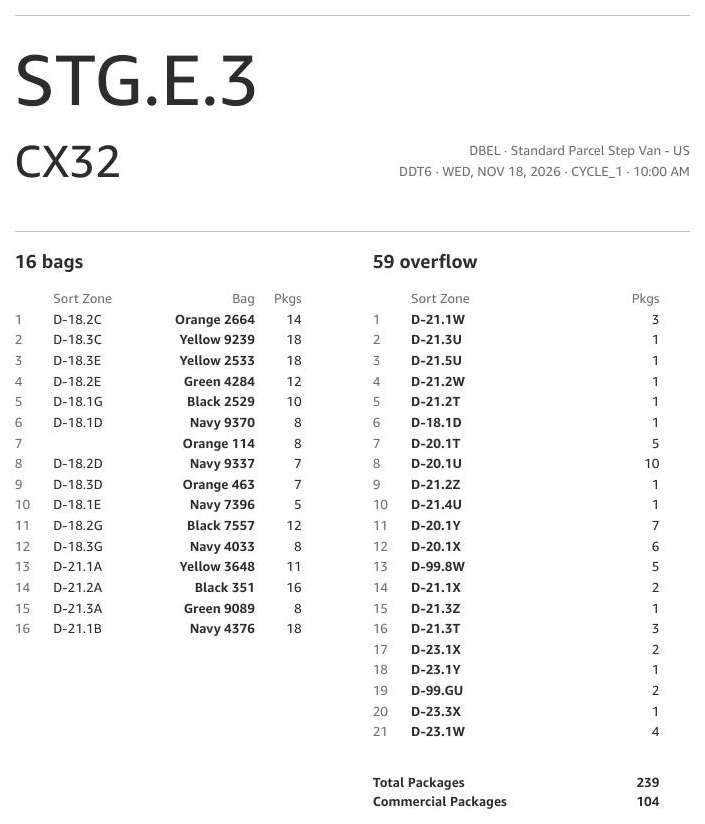 STG.E.3
CX32
DBEL · Standard Parcel Step Van - US
DDT6 · WED, NOV 18, 2026 · CYCLE_1 · 10:00 AM
16 bags
Sort Zone Bag Pkgs
1 D-18.2C Orange 2664 14
2 D-18.3C Yellow 9239 18
3 D-18.3E Yellow 2533 18
4 D-18.2E Green 4284 12
5 D-18.1G Black 2529 10
6 D-18.1D Navy 9370 8
7 Orange 114 8
8 D-18.2D Navy 9337 7
9 D-18.3D Orange 463 7
10 D-18.1E Navy 7396 5
11 D-18.2G Black 7557 12
12 D-18.3G Navy 4033 8
13 D-21.1A Yellow 3648 11
14 D-21.2A Black 351 16
15 D-21.3A Green 9089 8
16 D-21.1B Navy 4376 18
59 overflow
Sort Zone Pkgs
1 D-21.1W 3
2 D-21.3U 1
3 D-21.5U 1
4 D-21.2W 1
5 D-21.2T 1
6 D-18.1D 1
7 D-20.1T 5
8 D-20.1U 10
9 D-21.2Z 1
10 D-21.4U 1
11 D-20.1Y 7
12 D-20.1X 6
13 D-99.8W 5
14 D-21.1X 2
15 D-21.3Z 1
16 D-21.3T 3
17 D-23.1X 2
18 D-23.1Y 1
19 D-99.GU 2
20 D-23.3X 1
21 D-23.1W 4
Total Packages 239
Commercial Packages 104